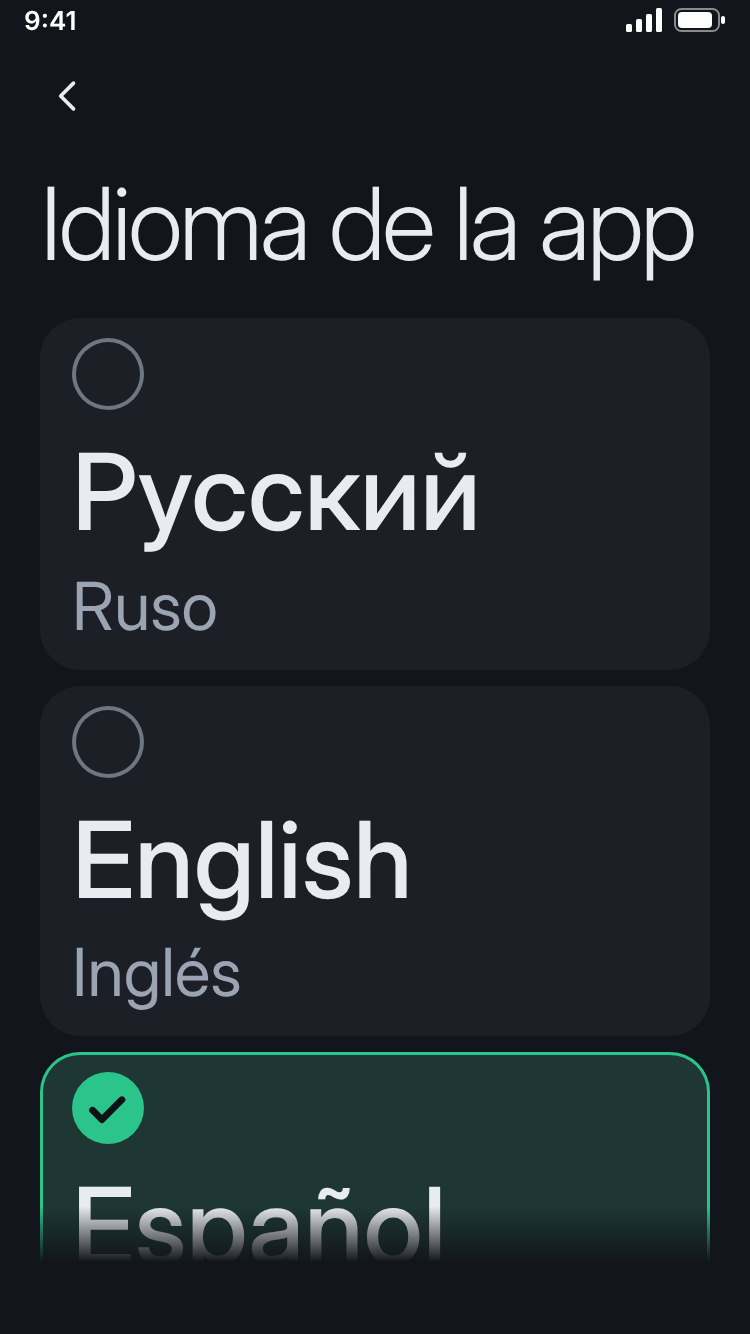 9:41
Idioma de la app
Русский
Ruso
English
Inglés
Español